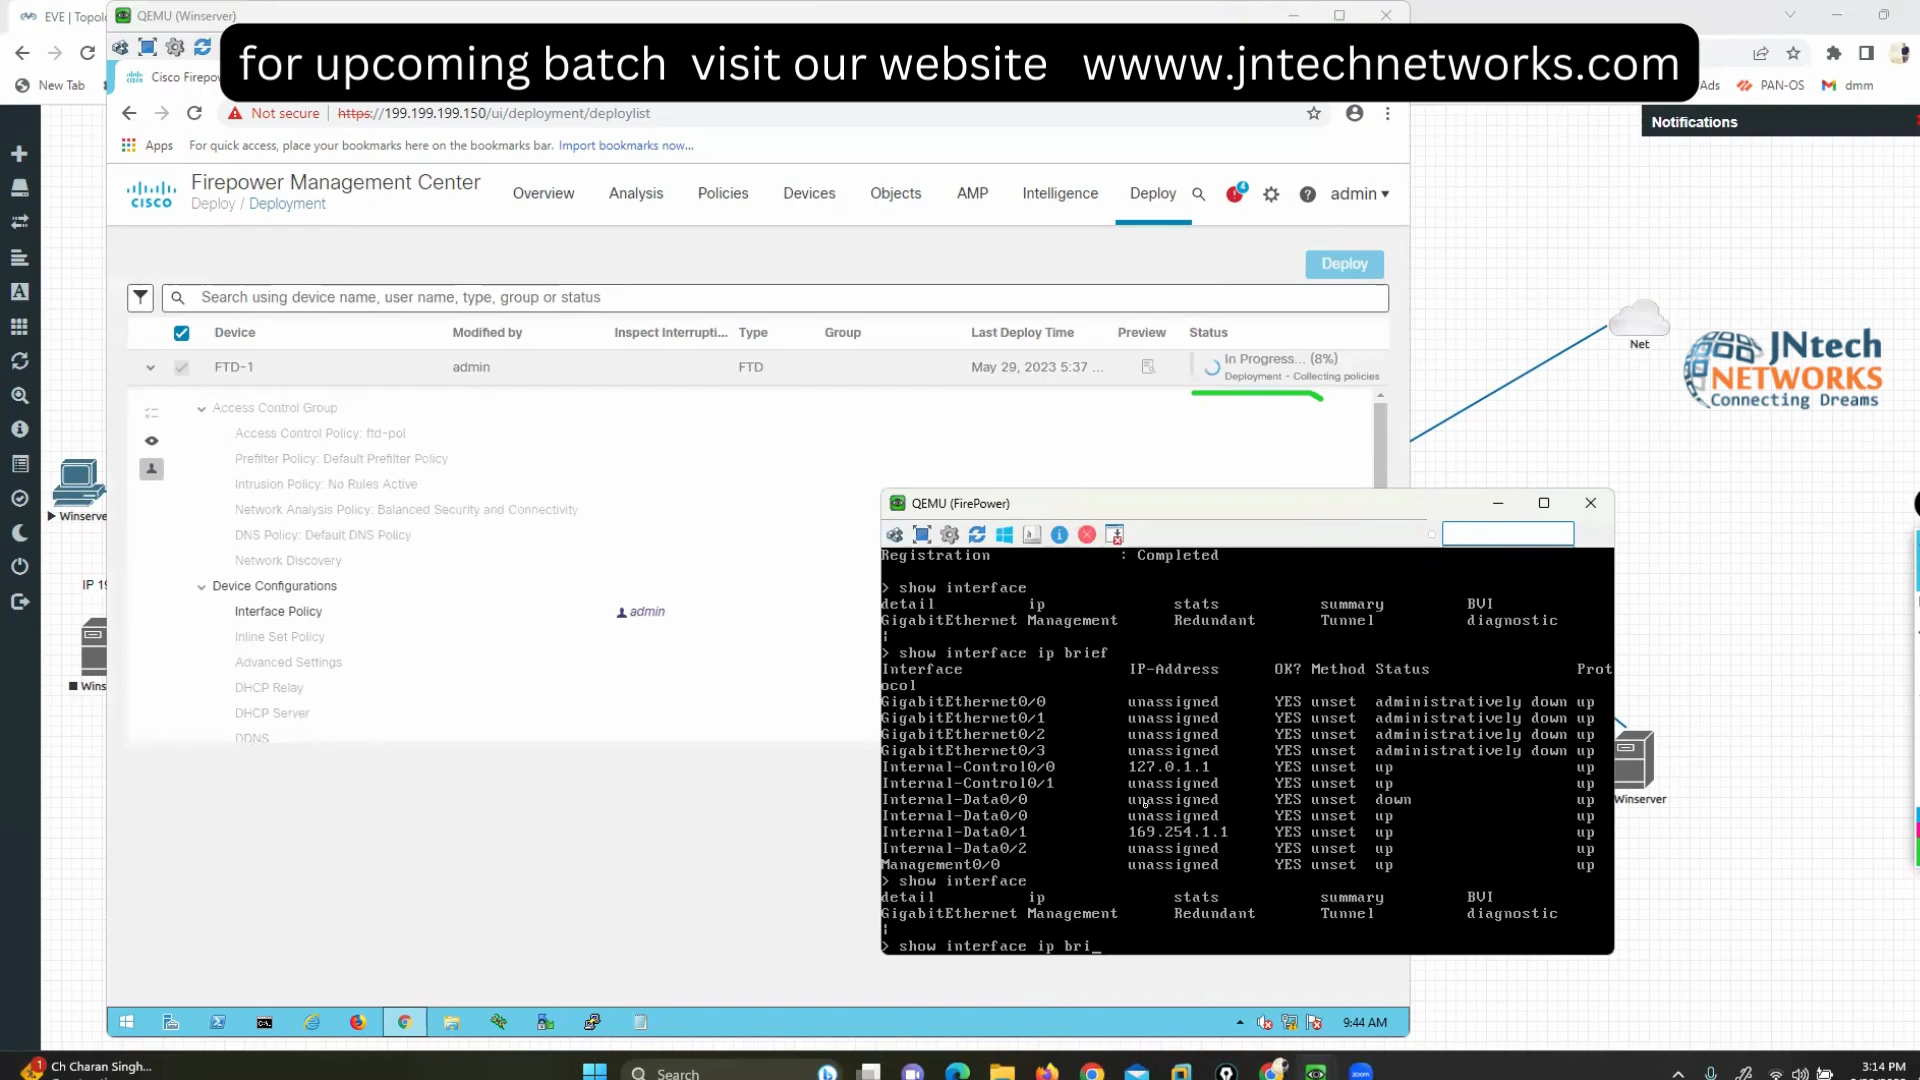 EVE | Topol
QEMU (Winserver)
for upcoming batch visit our website wwww.jntechnetworks.com
New Tab
Cisco Firepow
Ads
PAN-OS
dmm
Not secure
https://199.199.199.150/ui/deployment/deploylist
Notifications
Apps
For quick access, place your bookmarks here on the bookmarks bar. Import bookmarks now...
Firepower Management Center
Deploy / Deployment
cisco
Overview
Analysis
Policies
Devices
Objects
AMP
Intelligence
Deploy
4
admin
Deploy
Search using device name, user name, type, group or status
Device
Modified by
Inspect Interrupti...
Type
Group
Last Deploy Time
Preview
Status
FTD-1
admin
FTD
May 29, 2023 5:37 ...
In Progress... (8%)
Deployment - Collecting policies
Net
JNtech
NETWORKS
Connecting Dreams
Access Control Group
Access Control Policy: ftd-pol
Prefilter Policy: Default Prefilter Policy
Intrusion Policy: No Rules Active
Network Analysis Policy: Balanced Security and Connectivity
DNS Policy: Default DNS Policy
Network Discovery
Device Configurations
Interface Policy
admin
Inline Set Policy
Advanced Settings
DHCP Relay
DHCP Server
DDNS
Winserve
IP 19
Wins
Winserver
QEMU (FirePower)
Registration : Completed
> show interface
detail ip stats summary BVI
GigabitEthernet Management Redundant Tunnel diagnostic
|
> show interface ip brief
Interface IP-Address OK? Method Status Prot
ocol
GigabitEthernet0/0 unassigned YES unset administratively down up
GigabitEthernet0/1 unassigned YES unset administratively down up
GigabitEthernet0/2 unassigned YES unset administratively down up
GigabitEthernet0/3 unassigned YES unset administratively down up
Internal-Control0/0 127.0.1.1 YES unset up up
Internal-Control0/1 unassigned YES unset up up
Internal-Data0/0 unassigned YES unset down up
Internal-Data0/0 unassigned YES unset up up
Internal-Data0/1 169.254.1.1 YES unset up up
Internal-Data0/2 unassigned YES unset up up
Management0/0 unassigned YES unset up up
> show interface
detail ip stats summary BVI
GigabitEthernet Management Redundant Tunnel diagnostic
|
> show interface ip bri_
9:44 AM
1
Ch Charan Singh...
Search
zoom
3:14 PM